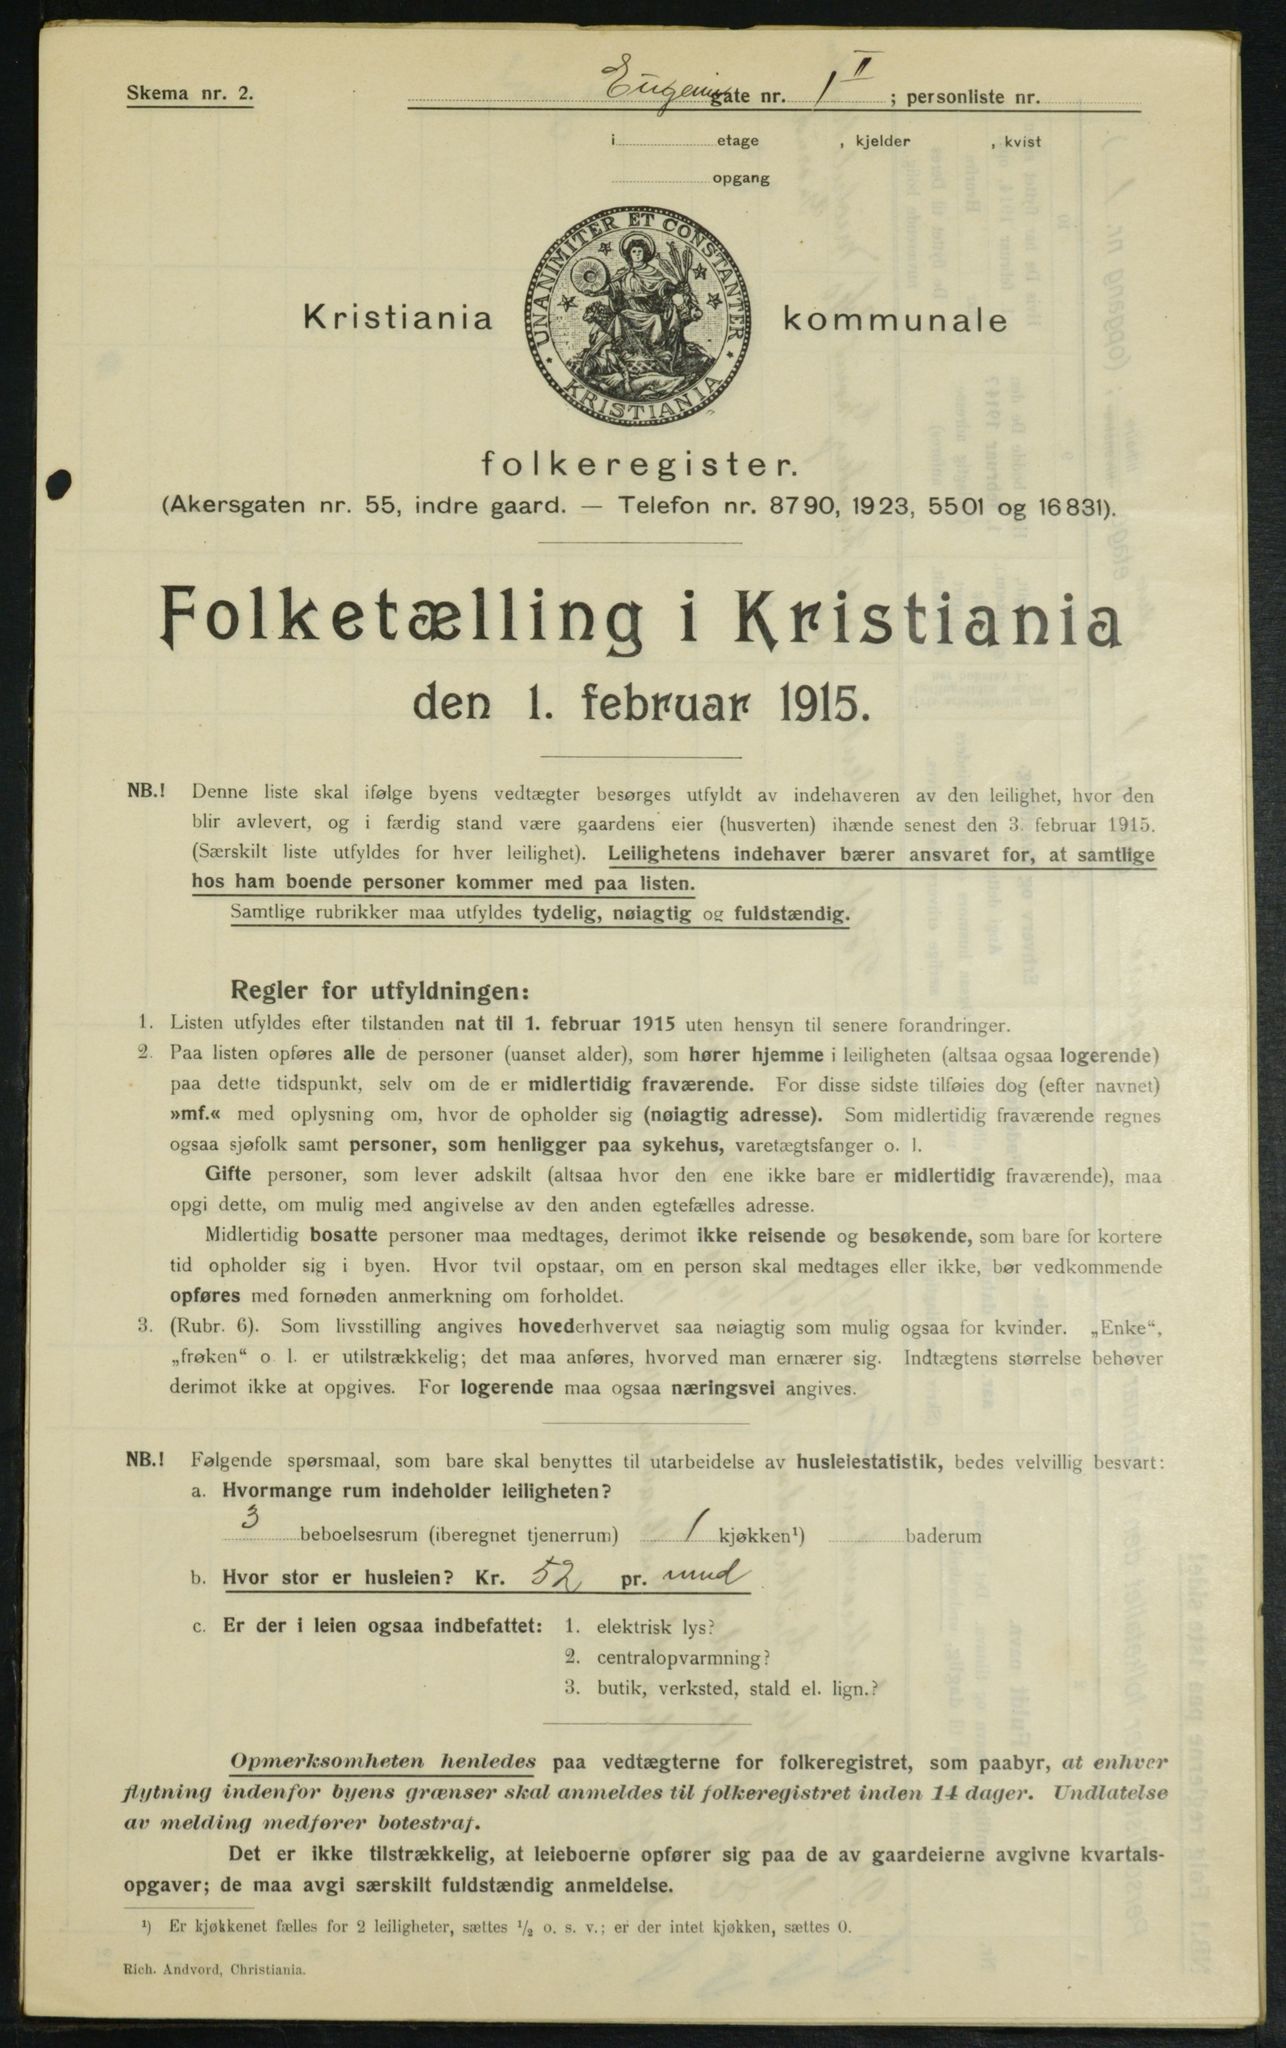 Skema nr. 2.
Eugenies gate nr. 1 II ; personliste nr.
i etage , kjelder , kvist
opgang
UNANIMITER ET CONSTANTER
KRISTIANIA
Kristiania kommunale
folkeregister.
(Akersgaten nr. 55, indre gaard. — Telefon nr. 8790, 1923, 5501 og 16831).
Folketælling i Kristiania
den 1. februar 1915.
NB.! Denne liste skal ifølge byens vedtægter besørges utfyldt av indehaveren av den leilighet, hvor den
blir avlevert, og i færdig stand være gaardens eier (husverten) ihænde senest den 3. februar 1915.
(Særskilt liste utfyldes for hver leilighet). Leilighetens indehaver bærer ansvaret for, at samtlige
hos ham boende personer kommer med paa listen.
Samtlige rubrikker maa utfyldes tydelig, nøiagtig og fuldstændig.
Regler for utfyldningen:
1. Listen utfyldes efter tilstanden nat til 1. februar 1915 uten hensyn til senere forandringer.
2. Paa listen opføres alle de personer (uanset alder), som hører hjemme i leiligheten (altsaa ogsaa logerende)
paa dette tidspunkt, selv om de er midlertidig fraværende. For disse sidste tilføies dog (efter navnet)
»mf.« med oplysning om, hvor de opholder sig (nøiagtig adresse). Som midlertidig fraværende regnes
ogsaa sjøfolk samt personer, som henligger paa sykehus, varetægtsfanger o. l.
Gifte personer, som lever adskilt (altsaa hvor den ene ikke bare er midlertidig fraværende), maa
opgi dette, om mulig med angivelse av den anden egtefælles adresse.
Midlertidig bosatte personer maa medtages, derimot ikke reisende og besøkende, som bare for kortere
tid opholder sig i byen. Hvor tvil opstaar, om en person skal medtages eller ikke, bør vedkommende
opføres med fornøden anmerkning om forholdet.
3. (Rubr. 6). Som livsstilling angives hovederhvervet saa nøiagtig som mulig ogsaa for kvinder. „Enke“,
„frøken“ o l. er utilstrækkelig; det maa anføres, hvorved man ernærer sig. Indtægtens størrelse behøver
derimot ikke at opgives. For logerende maa ogsaa næringsvei angives.
NB.! Følgende spørsmaal, som bare skal benyttes til utarbeidelse av husleiestatistik, bedes velvillig besvart:
a. Hvormange rum indeholder leiligheten?
3 beboelsesrum (iberegnet tjenerrum) 1 kjøkken¹) baderum
b. Hvor stor er husleien? Kr. 52 pr. mnd
c. Er der i leien ogsaa indbefattet: 1. elektrisk lys?
2. centralopvarmning?
3. butik, verksted, stald el. lign.?
Opmerksomheten henledes paa vedtægterne for folkeregistret, som paabyr, at enhver
flytning indenfor byens grænser skal anmeldes til folkeregistret inden 14 dager. Undlatelse
av melding medfører bøtestraf.
Det er ikke tilstrækkelig, at leieboerne opfører sig paa de av gaardeierne avgivne kvartals-
opgaver; de maa avgi særskilt fuldstændig anmeldelse.
¹) Er kjøkkenet fælles for 2 leiligheter, sættes ½ o. s. v.; er der intet kjøkken, sættes 0.
Rich. Andvord, Christiania.